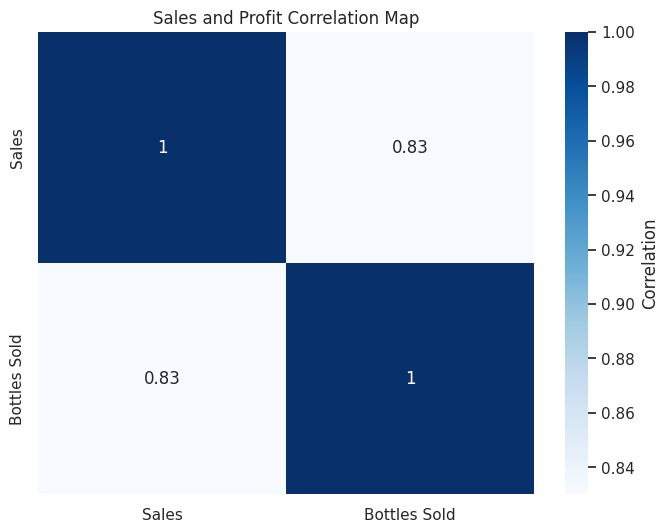 Sales and Profit Correlation Map
Sales
1
0.83
Bottles Sold
0.83
1
Sales
Bottles Sold
1.00
0.98
0.96
0.94
0.92
0.90
0.88
0.86
0.84
Correlation